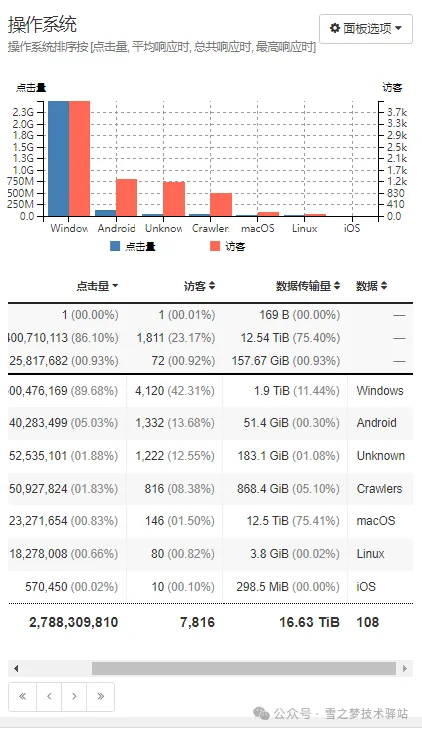 操作系统
面板选项
操作系统排序按 [点击量, 平均响应时, 总共响应时, 最高响应时]
点击量 访客
2.3G 3.7k
2.0G 3.3k
1.8G 2.9k
1.5G 2.5k
1.3G 2.1k
1.0G 1.7k
750M 1.2k
500M 830
250M 410
0.0 0.0
Window Android Unknow Crawler macOS Linux iOS
点击量 访客
点击量 访客 数据传输量 数据
1 (00.00%) 1 (00.01%) 169 B (00.00%) —
400,710,113 (86.10%) 1,811 (23.17%) 12.54 TiB (75.40%) —
25,817,682 (00.93%) 72 (00.92%) 157.67 GiB (00.93%) —
00,476,169 (89.68%) 4,120 (42.31%) 1.9 TiB (11.44%) Windows
40,283,499 (05.03%) 1,332 (13.68%) 51.4 GiB (00.30%) Android
52,535,101 (01.88%) 1,222 (12.55%) 183.1 GiB (01.08%) Unknown
50,927,824 (01.83%) 816 (08.38%) 868.4 GiB (05.10%) Crawlers
23,271,654 (00.83%) 146 (01.50%) 12.5 TiB (75.41%) macOS
18,278,008 (00.66%) 80 (00.82%) 3.8 GiB (00.02%) Linux
570,450 (00.02%) 10 (00.10%) 298.5 MiB (00.00%) iOS
2,788,309,810 7,816 16.63 TiB 108
« ‹ › »
公众号 · 雪之梦技术驿站